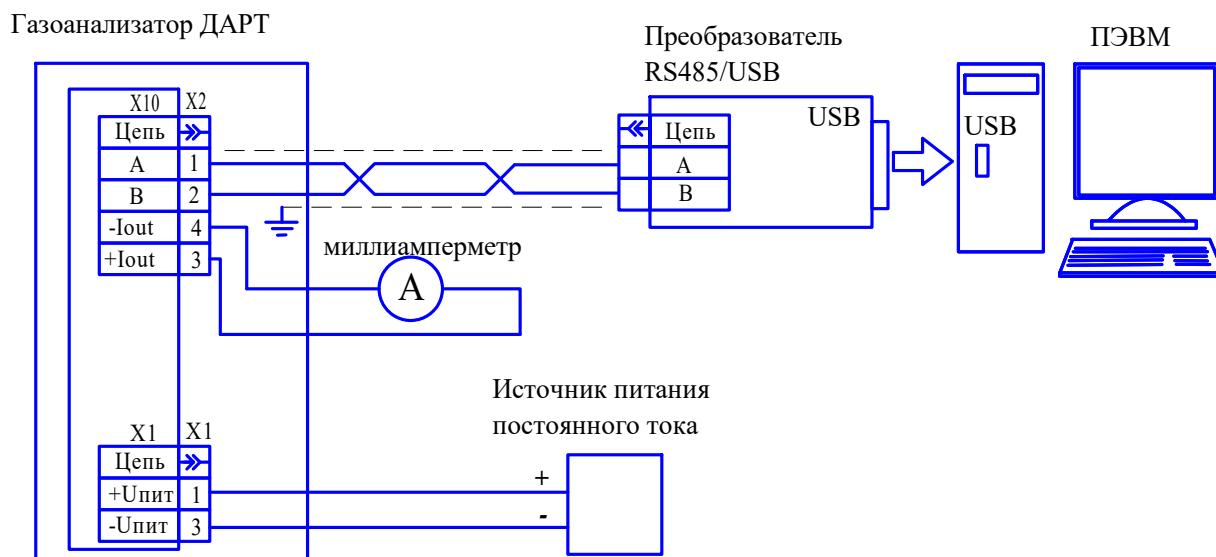 Газоанализатор ДАРТ
Преобразователь
RS485/USB
ПЭВМ
X10 X2
Цепь
A 1
B 2
-Iout 4
+Iout 3
Цепь
A
B
USB
USB
миллиамперметр
A
Источник питания
постоянного тока
X1 X1
Цепь
+Uпит 1
-Uпит 3
+
-